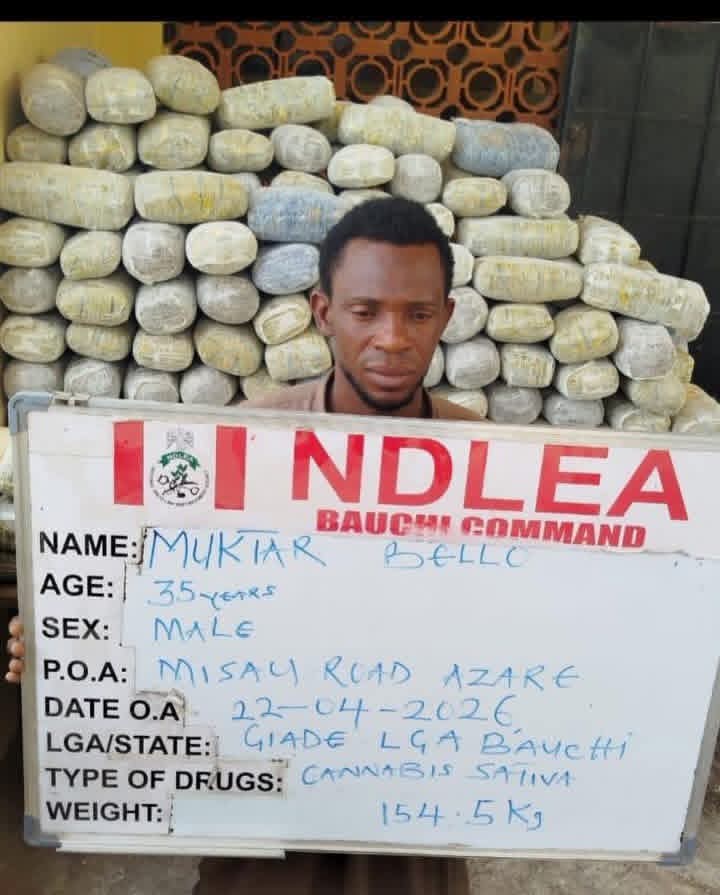 NDLEA
NDLEA
BAUCHI COMMAND
NAME: MUKTAR BELLO
AGE: 35 YEARS
SEX: MALE
P.O.A: MISAU ROAD AZARE
DATE O.A 22-04-2026
LGA/STATE: GIADE LGA BAUCHI
TYPE OF DRUGS: CANNABIS SATIVA
WEIGHT: 154.5 Kg